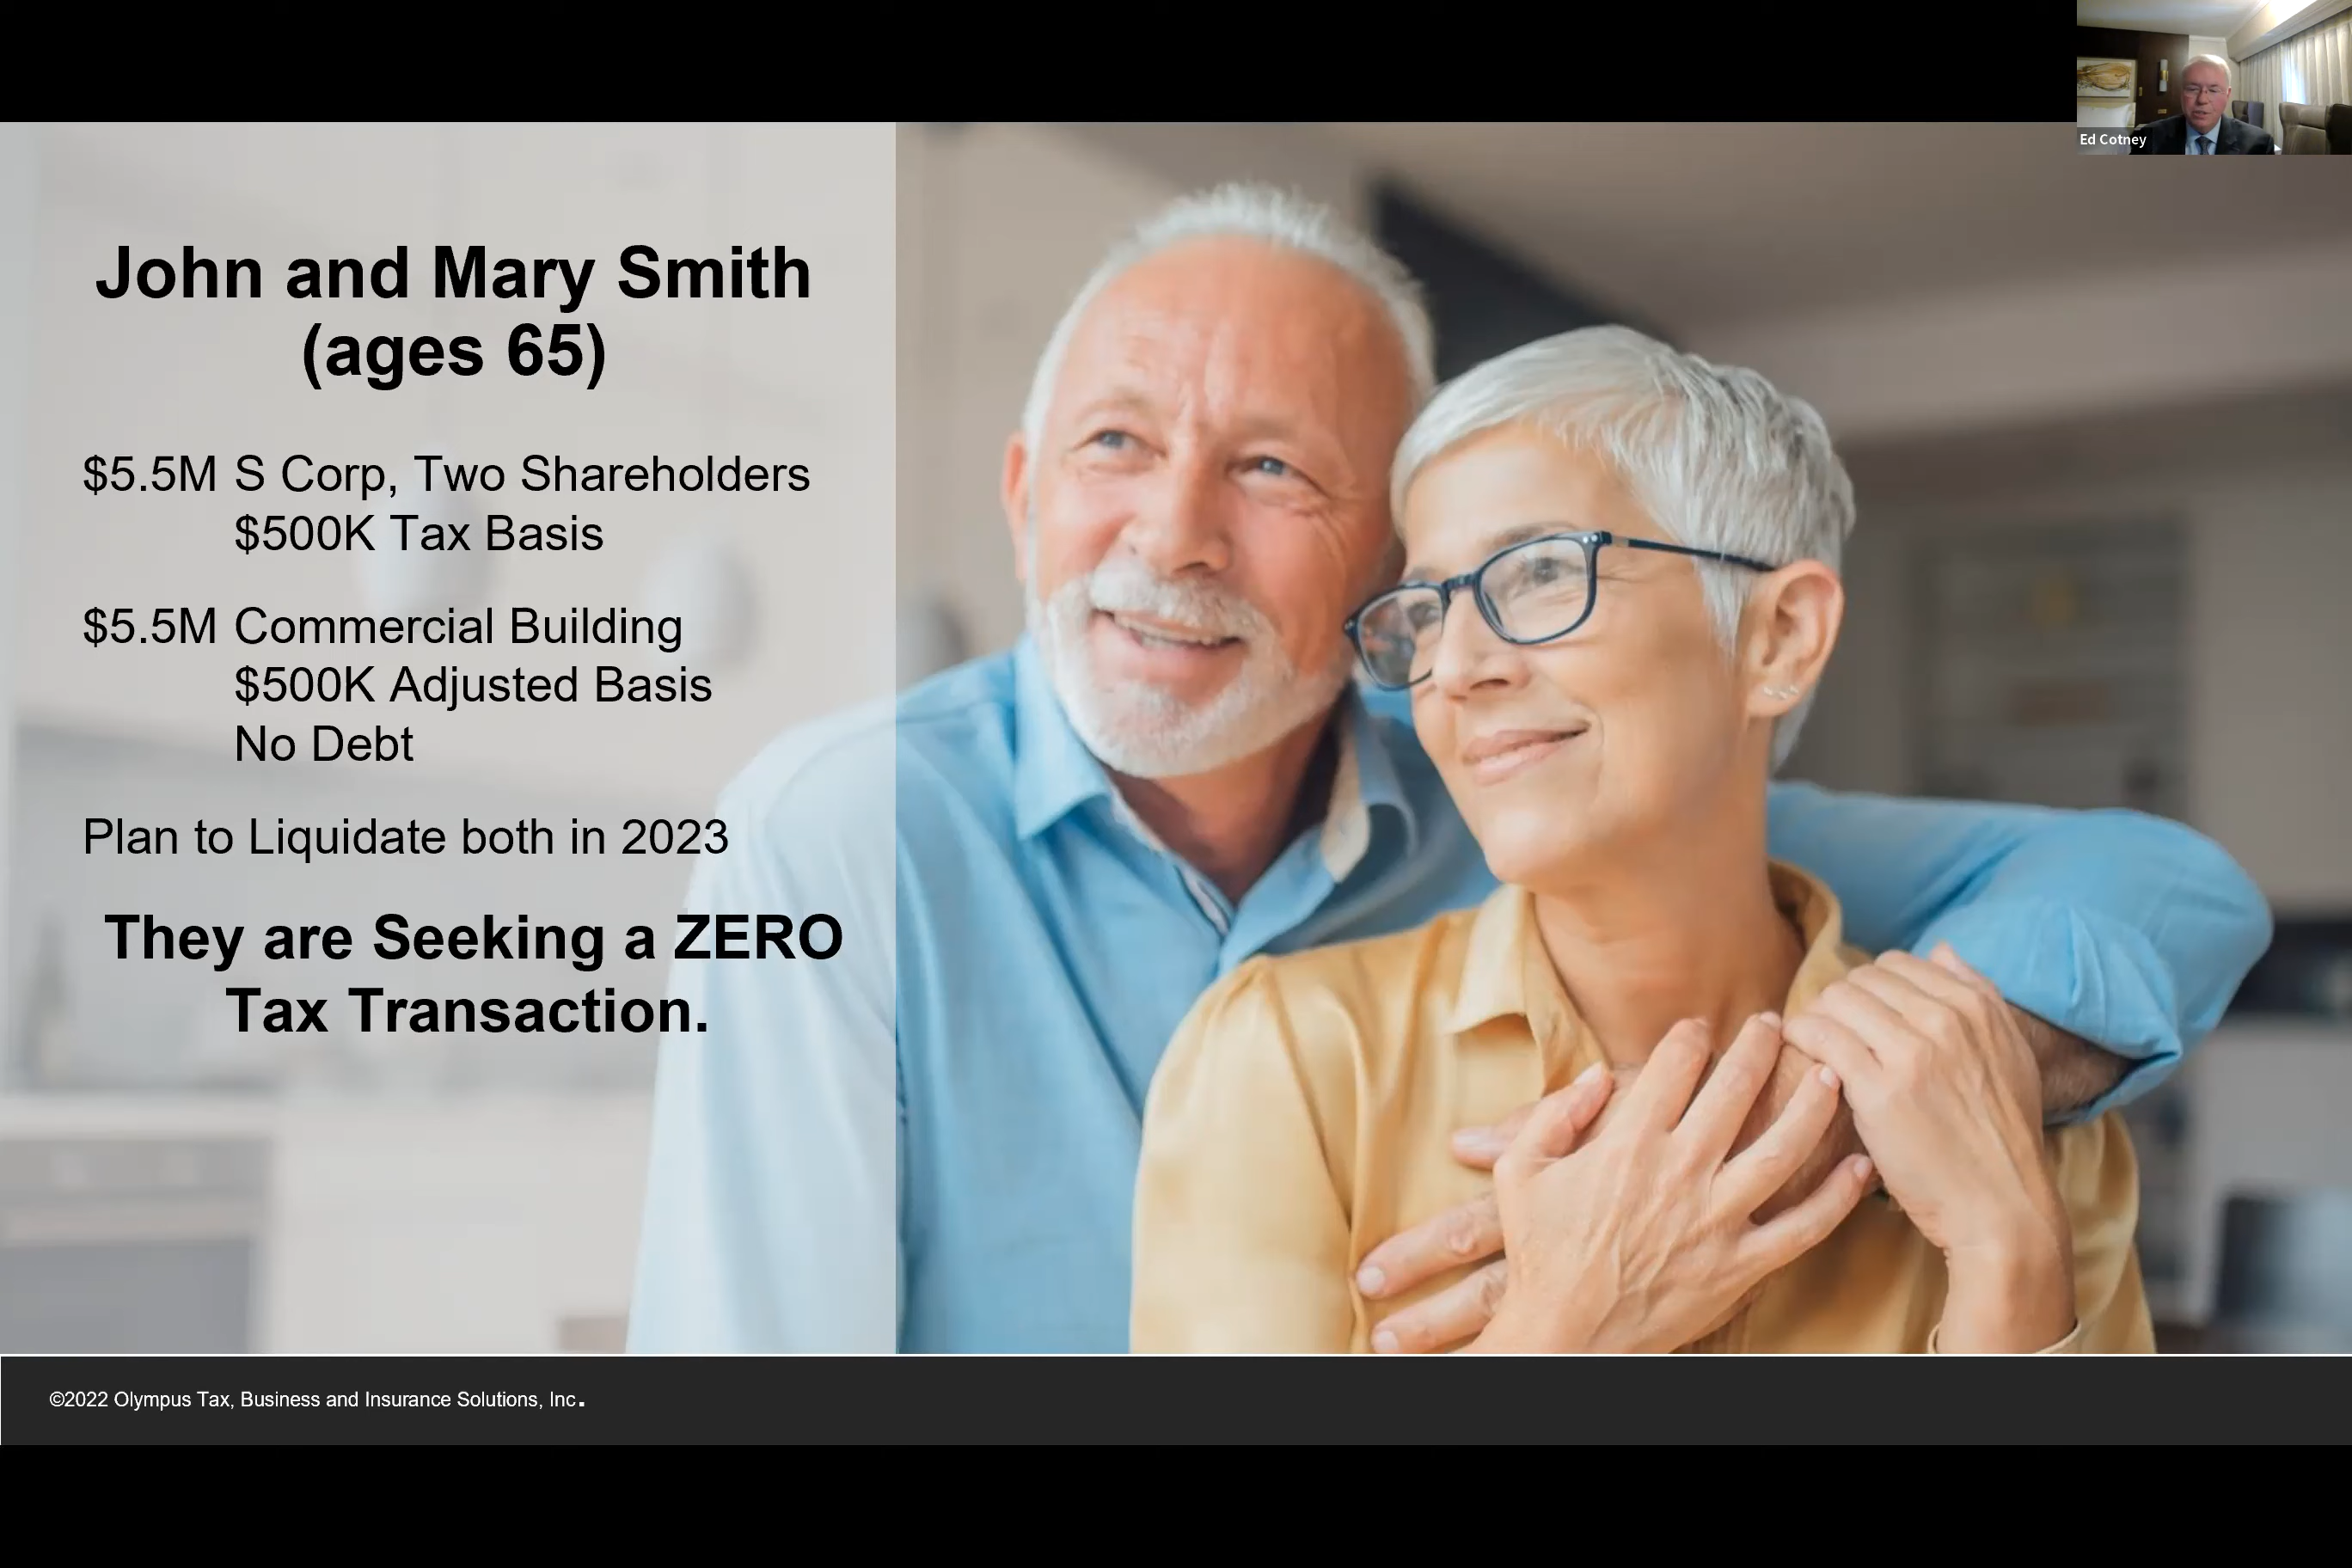 Ed Cotney
John and Mary Smith
(ages 65)
$5.5M S Corp, Two Shareholders
$500K Tax Basis
$5.5M Commercial Building
$500K Adjusted Basis
No Debt
Plan to Liquidate both in 2023
They are Seeking a ZERO
Tax Transaction.
©2022 Olympus Tax, Business and Insurance Solutions, Inc.